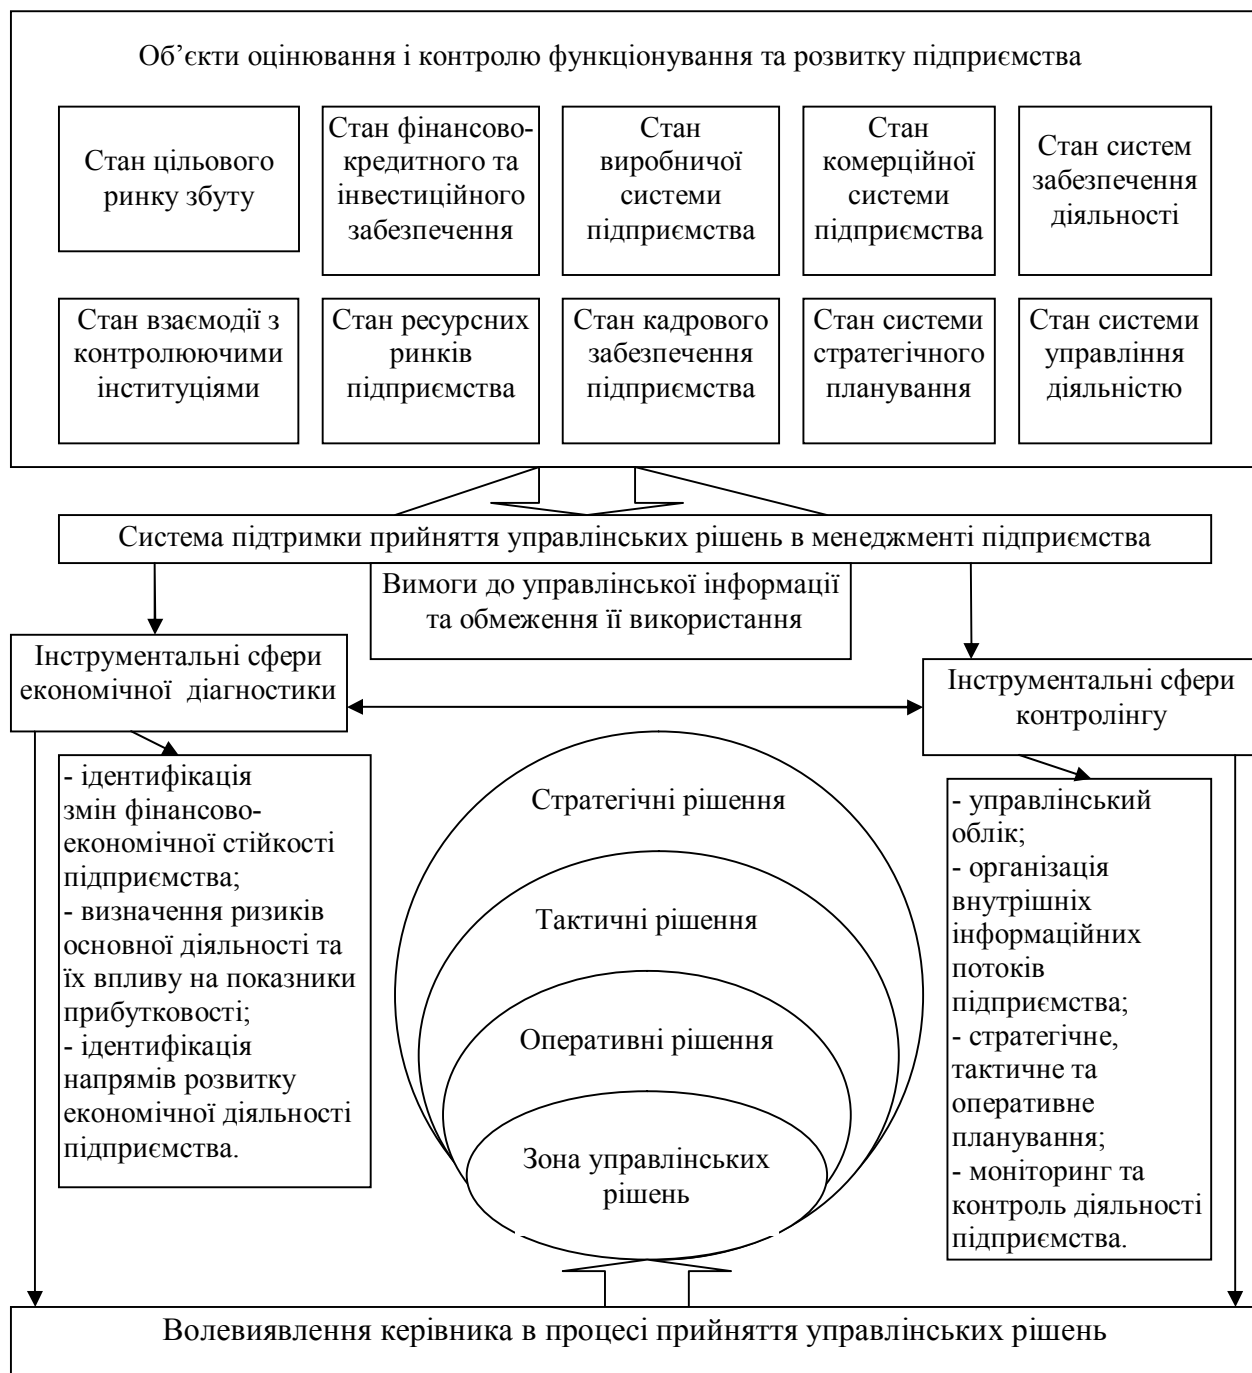 Об’єкти оцінювання і контролю функціонування та розвитку підприємства
Стан цільового
ринку збуту
Стан фінансово-
кредитного та
інвестиційного
забезпечення
Стан
виробничої
системи
підприємства
Стан
комерційної
системи
підприємства
Стан систем
забезпечення
діяльності
Стан взаємодії з
контролюючими
інституціями
Стан ресурсних
ринків
підприємства
Стан кадрового
забезпечення
підприємства
Стан системи
стратегічного
планування
Стан системи
управління
діяльністю
Система підтримки прийняття управлінських рішень в менеджменті підприємства
Вимоги до управлінської інформації
та обмеження її використання
Інструментальні сфери
економічної діагностики
Інструментальні сфери
контролінгу
- ідентифікація
змін фінансово-
економічної стійкості
підприємства;
- визначення ризиків
основної діяльності та
їх впливу на показники
прибутковості;
- ідентифікація
напрямів розвитку
економічної діяльності
підприємства.
Стратегічні рішення
Тактичні рішення
Оперативні рішення
Зона управлінських
рішень
- управлінський
облік;
- організація
внутрішніх
інформаційних
потоків
підприємства;
- стратегічне,
тактичне та
оперативне
планування;
- моніторинг та
контроль діяльності
підприємства.
Волевиявлення керівника в процесі прийняття управлінських рішень